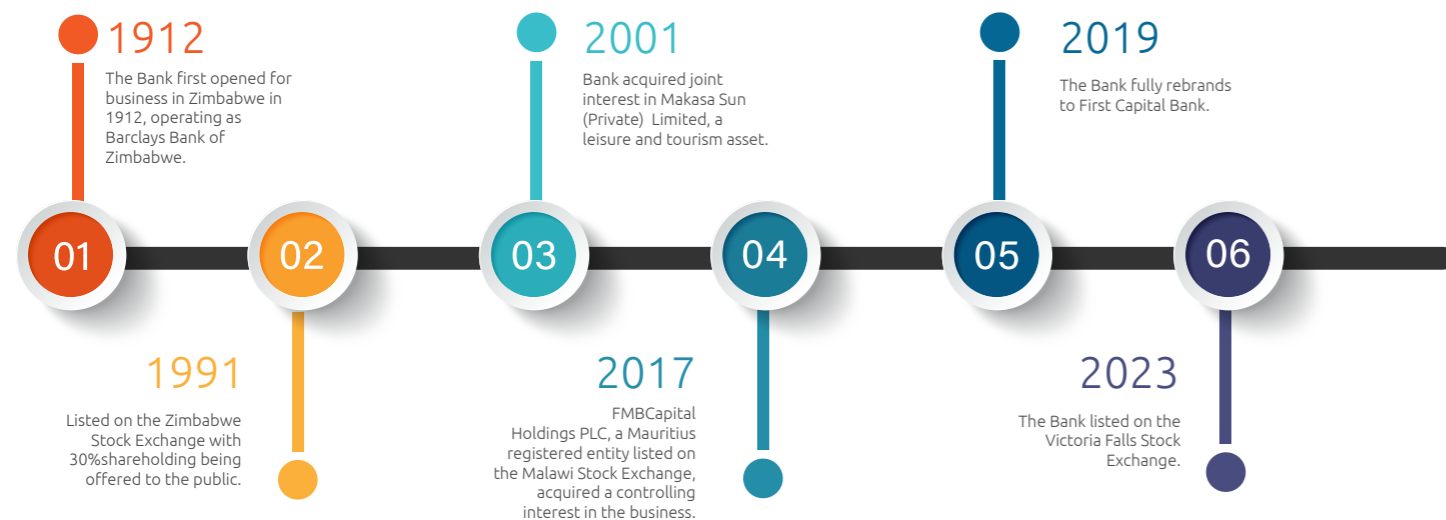 1912
The Bank first opened for
business in Zimbabwe in
1912, operating as
Barclays Bank of
Zimbabwe.
2001
Bank acquired joint
interest in Makasa Sun
(Private) Limited, a
leisure and tourism asset.
2019
The Bank fully rebrands
to First Capital Bank.
01
02
03
04
05
06
1991
Listed on the Zimbabwe
Stock Exchange with
30%shareholding being
offered to the public.
2017
FMBCapital
Holdings PLC, a Mauritius
registered entity listed on
the Malawi Stock Exchange,
acquired a controlling
interest in the business.
2023
The Bank listed on the
Victoria Falls Stock
Exchange.